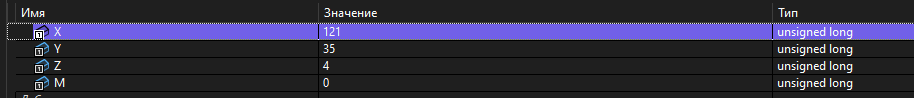 Имя Значение Тип
X 121 unsigned long
Y 35 unsigned long
Z 4 unsigned long
M 0 unsigned long